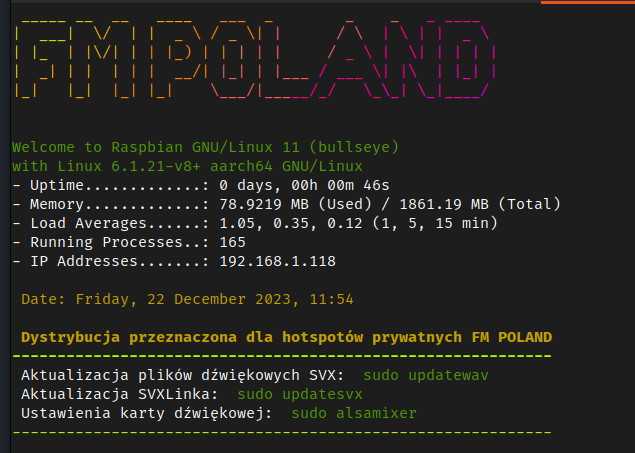 FM POLAND
Welcome to Raspbian GNU/Linux 11 (bullseye)
with Linux 6.1.21-v8+ aarch64 GNU/Linux
- Uptime.............: 0 days, 00h 00m 46s
- Memory.............: 78.9219 MB (Used) / 1861.19 MB (Total)
- Load Averages......: 1.05, 0.35, 0.12 (1, 5, 15 min)
- Running Processes..: 165
- IP Addresses.......: 192.168.1.118
Date: Friday, 22 December 2023, 11:54
Dystrybucja przeznaczona dla hotspotów prywatnych FM POLAND
------------------------------------------------------------
Aktualizacja plików dźwiękowych SVX:  sudo updatewav
Aktualizacja SVXLinka:  sudo updatesvx
Ustawienia karty dźwiękowej:  sudo alsamixer
------------------------------------------------------------